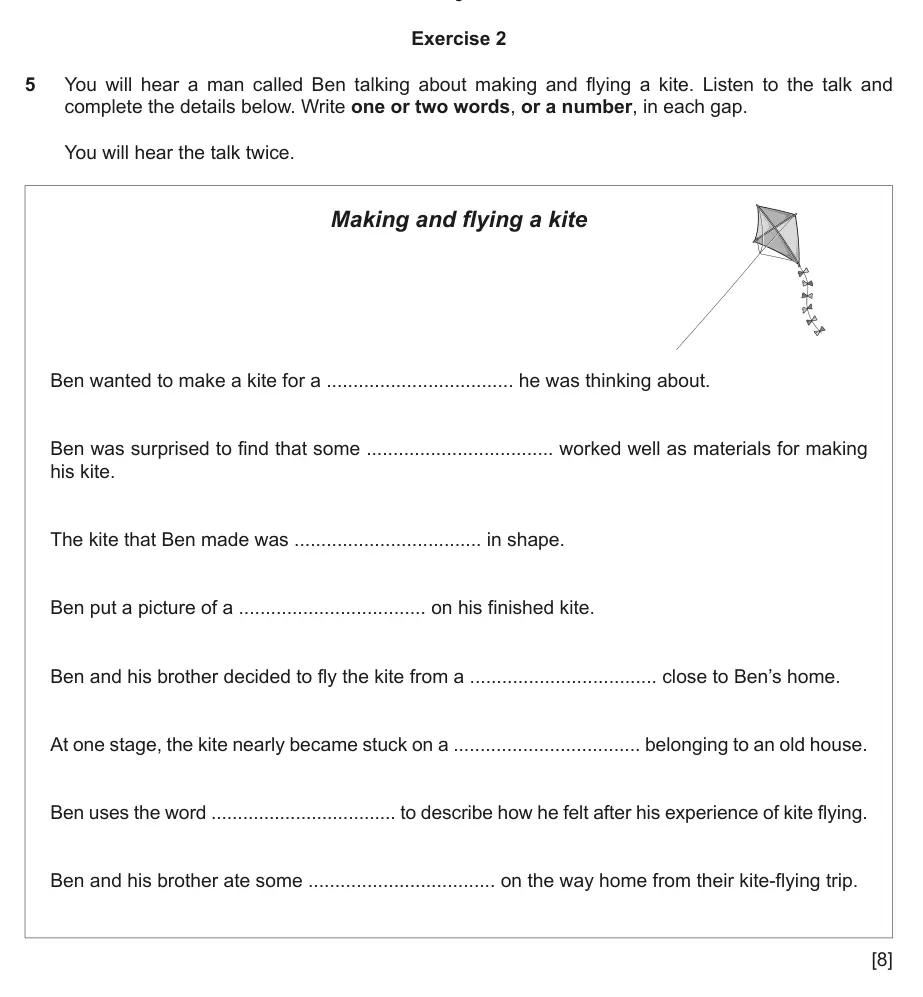 Exercise 2
5 You will hear a man called Ben talking about making and flying a kite. Listen to the talk and
complete the details below. Write one or two words, or a number, in each gap.
You will hear the talk twice.
Making and flying a kite
Ben wanted to make a kite for a ................................... he was thinking about.
Ben was surprised to find that some ................................... worked well as materials for making
his kite.
The kite that Ben made was ................................... in shape.
Ben put a picture of a ................................... on his finished kite.
Ben and his brother decided to fly the kite from a ................................... close to Ben's home.
At one stage, the kite nearly became stuck on a ................................... belonging to an old house.
Ben uses the word ................................... to describe how he felt after his experience of kite flying.
Ben and his brother ate some ................................... on the way home from their kite-flying trip.
[8]